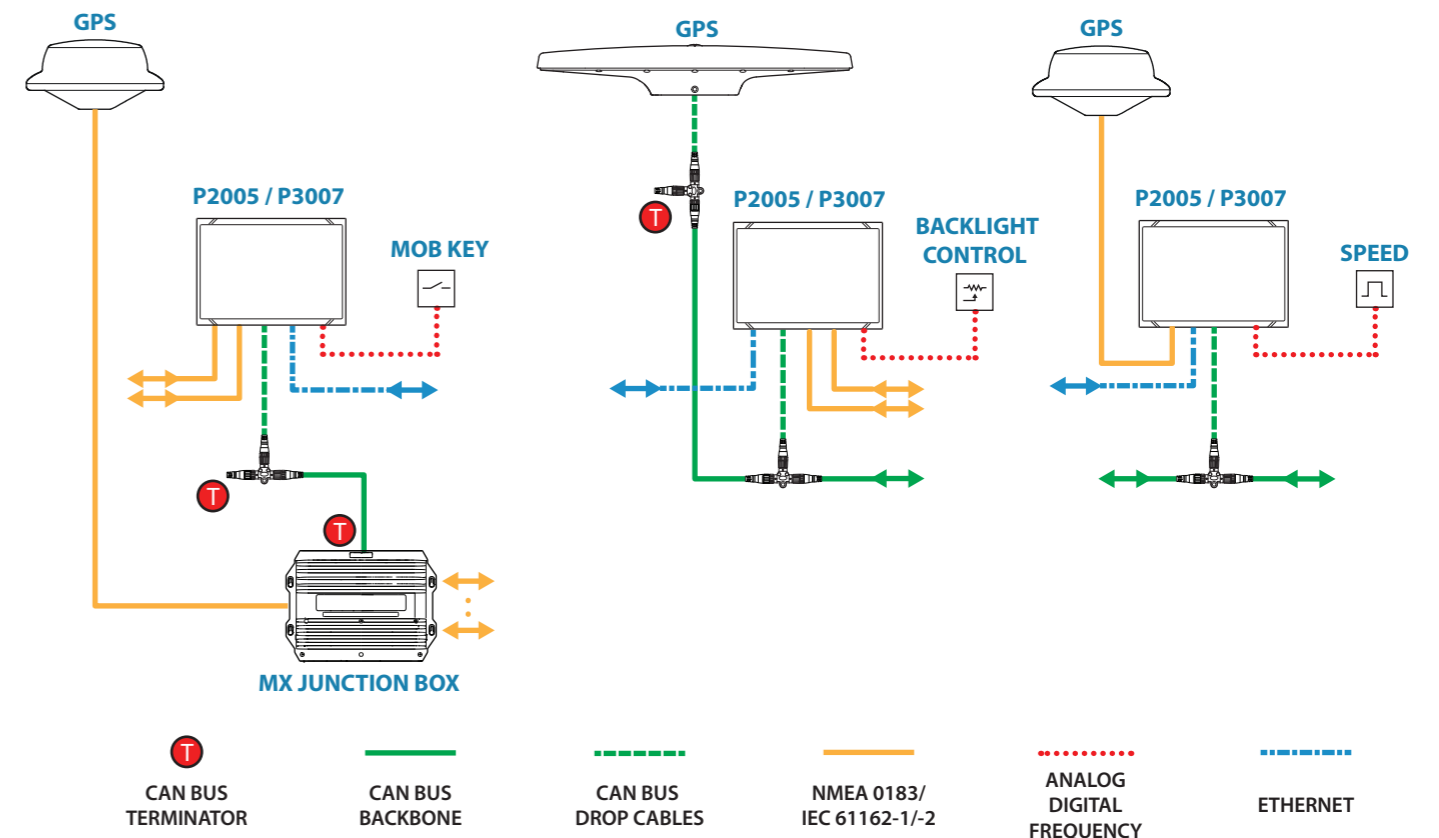 GPS
GPS
GPS
P2005 / P3007
MOB KEY
P2005 / P3007
BACKLIGHT
CONTROL
P2005 / P3007
SPEED
T
T
T
MX JUNCTION BOX
T
CAN BUS
TERMINATOR
CAN BUS
BACKBONE
CAN BUS
DROP CABLES
NMEA 0183/
IEC 61162-1/-2
ANALOG
DIGITAL
FREQUENCY
ETHERNET